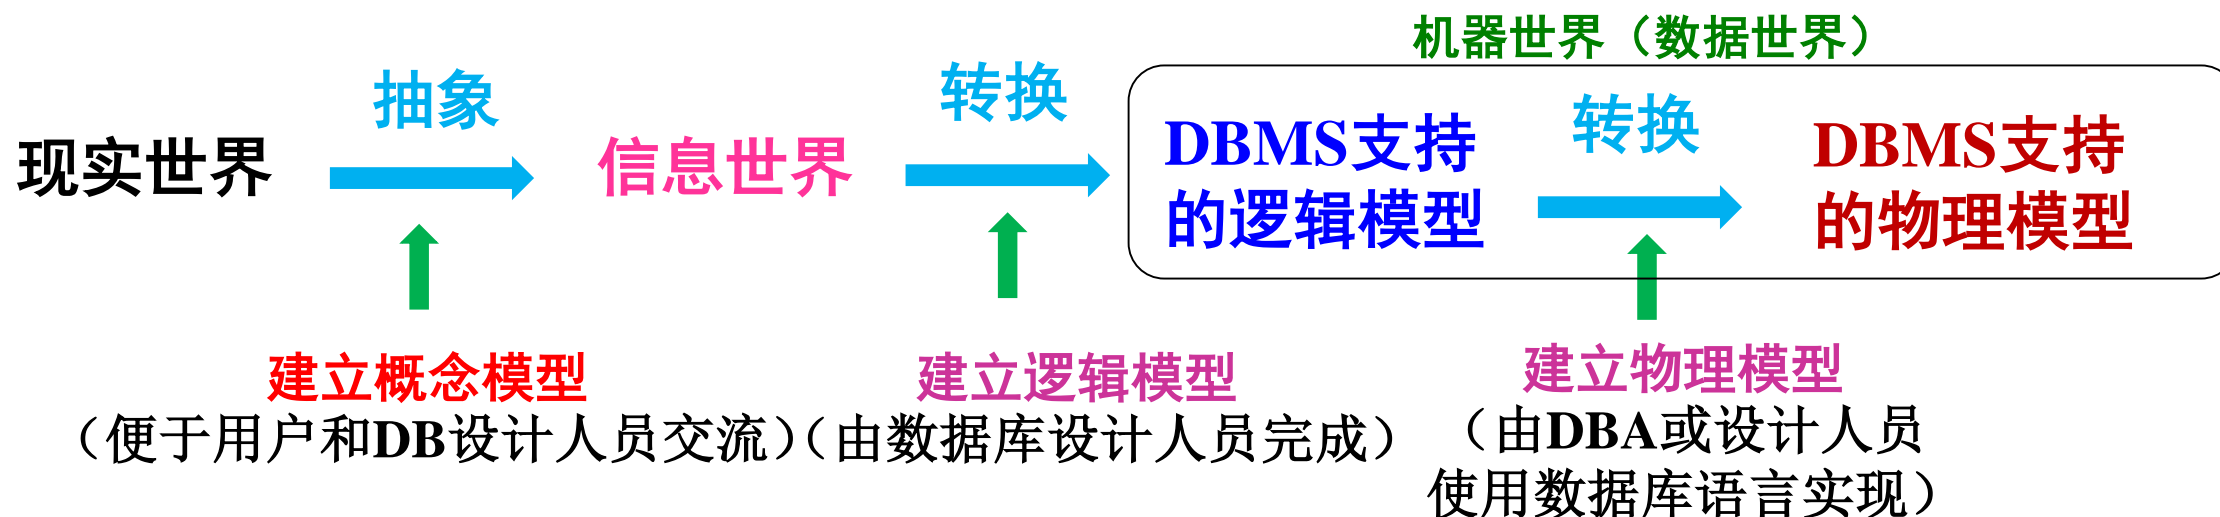 机器世界（数据世界）
抽象
转换
现实世界
信息世界
DBMS支持
的逻辑模型
转换
DBMS支持
的物理模型
建立概念模型
（便于用户和DB设计人员交流）
建立逻辑模型
（由数据库设计人员完成）
建立物理模型
（由DBA或设计人员
使用数据库语言实现）